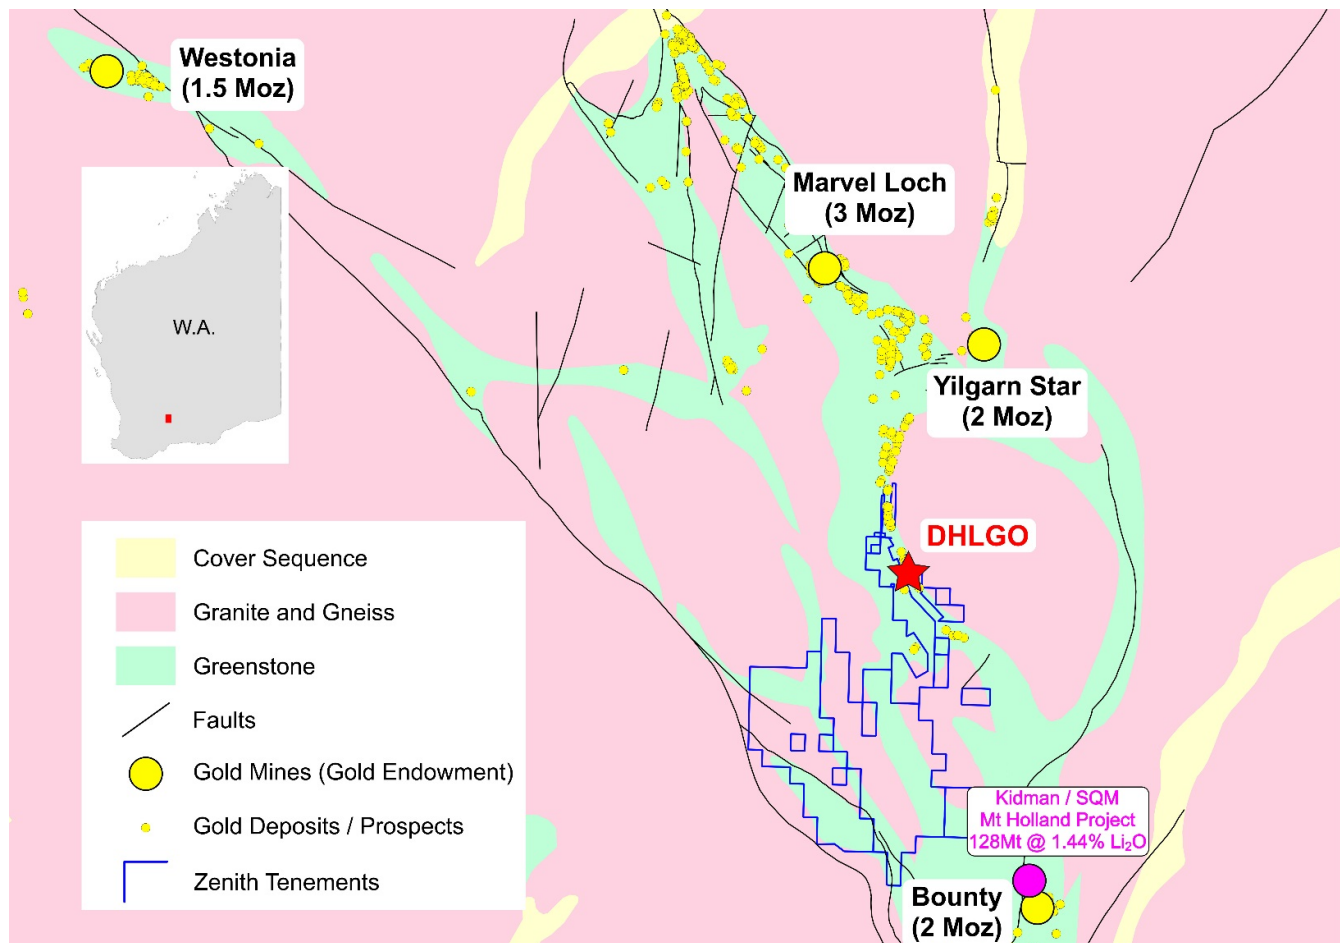 Westonia
(1.5 Moz)
Marvel Loch
(3 Moz)
W.A.
Yilgarn Star
(2 Moz)
DHLGO
Cover Sequence
Granite and Gneiss
Greenstone
Faults
Gold Mines (Gold Endowment)
Gold Deposits / Prospects
Zenith Tenements
Kidman / SQM
Mt Holland Project
128Mt @ 1.44% Li₂O
Bounty
(2 Moz)